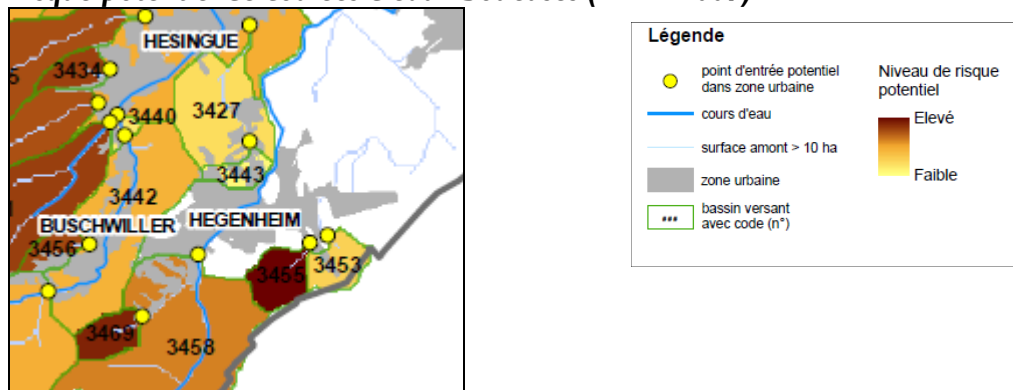 HESINGUE
3434
3440
3427
3443
3442
BUSCHWILLER
HEGENHEIM
3456
3455
3453
3469
3458
Légende
point d'entrée potentiel
dans zone urbaine
cours d'eau
surface amont > 10 ha
zone urbaine
bassin versant
avec code (n°)
Niveau de risque
potentiel
Elevé
Faible